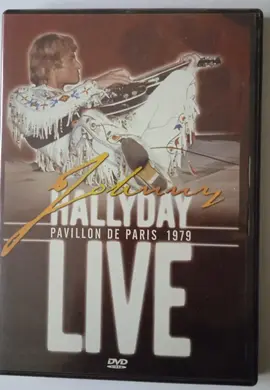 Johnny
HALLYDAY
PAVILLON DE PARIS 1979
LIVE
DVD